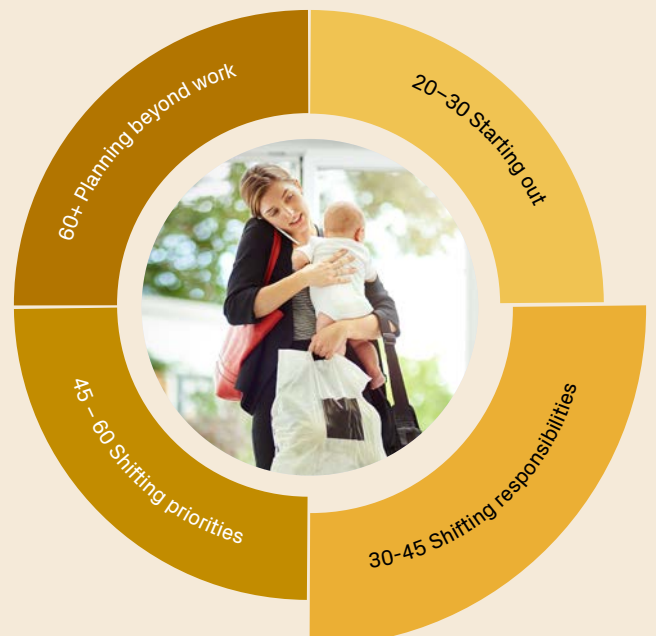 20–30 Starting out
30-45 Shifting responsibilities
45 – 60 Shifting priorities
60+ Planning beyond work